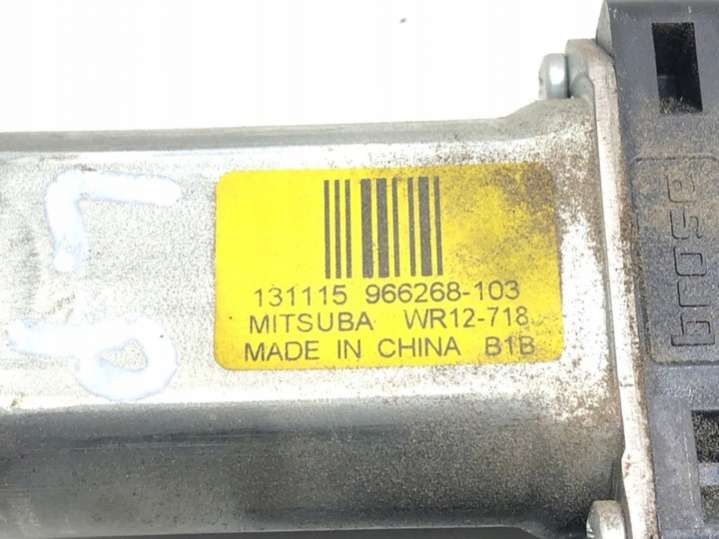 131115 966268-103
MITSUBA WR12-718
MADE IN CHINA B1B
brose